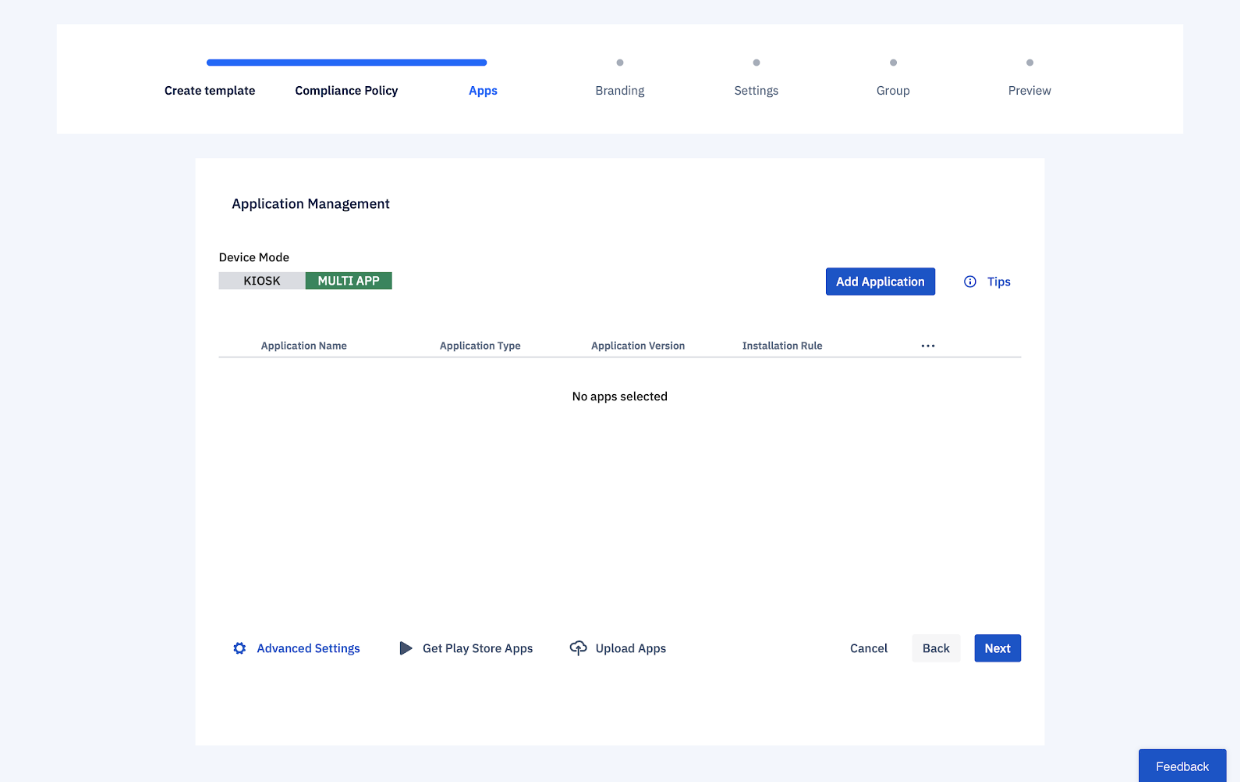 Create template Compliance Policy Apps Branding Settings Group Preview
Application Management
Device Mode
KIOSK MULTI APP
Add Application Tips
Application Name Application Type Application Version Installation Rule ...
No apps selected
Advanced Settings Get Play Store Apps Upload Apps Cancel Back Next
Feedback